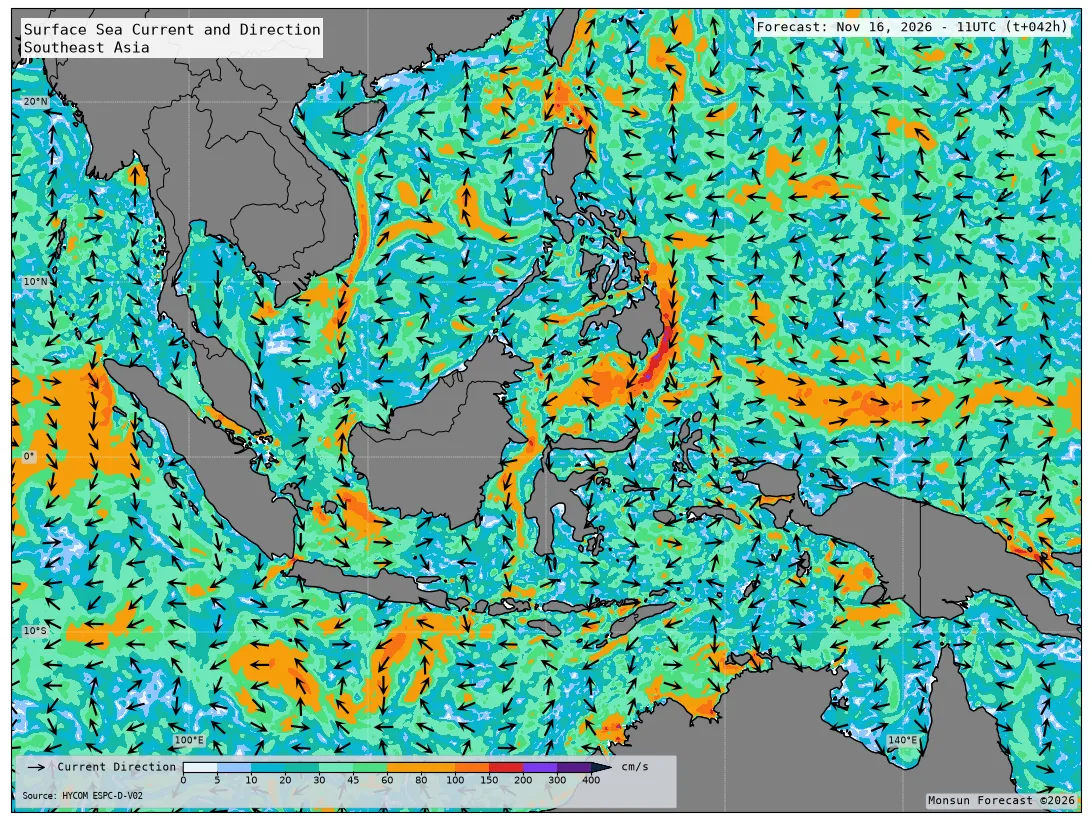 Surface Sea Current and Direction
Southeast Asia
Forecast: Nov 16, 2026 - 11UTC (t+042h)
20°N
10°N
0°
10°S
100°E
140°E
Current Direction
cm/s
0 5 10 20 30 45 60 80 100 150 200 300 400
Source: HYCOM ESPC-D-V02
Monsun Forecast ©2026